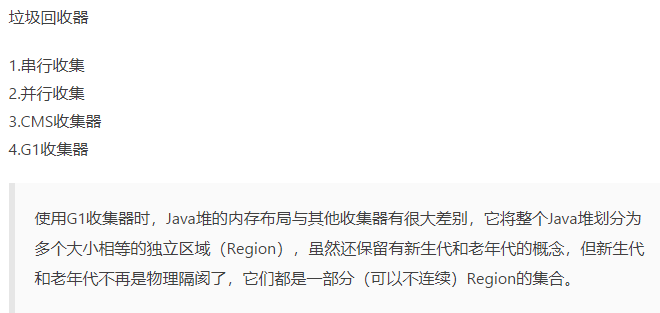 垃圾回收器
1.串行收集
2.并行收集
3.CMS收集器
4.G1收集器
使用G1收集器时，Java堆的内存布局与其他收集器有很大差别，它将整个Java堆划分为
多个大小相等的独立区域（Region），虽然还保留有新生代和老年代的概念，但新生代
和老年代不再是物理隔阂了，它们都是一部分（可以不连续）Region的集合。